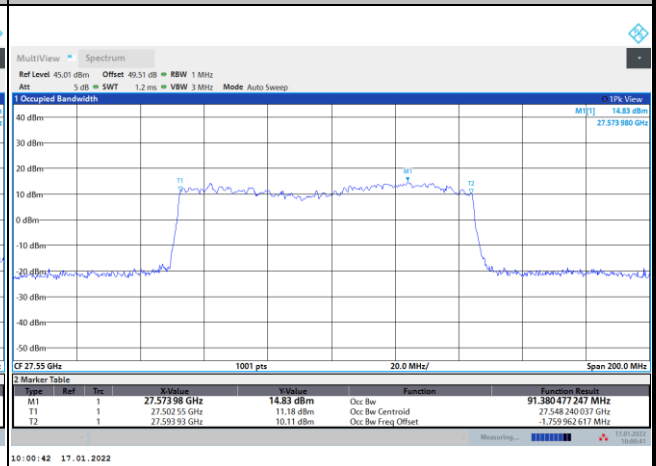 MultiView Spectrum
Ref Level 45.01 dBm Offset 49.51 dB RBW 1 MHz
Att 5 dB SWT 1.2 ms VBW 3 MHz Mode Auto Sweep
1 Occupied Bandwidth 1Pk View
M1[1] 14.83 dBm
27.573 980 GHz
40 dBm
30 dBm
20 dBm
M1
T1
T2
10 dBm
0 dBm
-10 dBm
-20 dBm
-30 dBm
-40 dBm
-50 dBm
CF 27.55 GHz 1001 pts 20.0 MHz/ Span 200.0 MHz
2 Marker Table
Type Ref Trc X-Value Y-Value Function Function Result
M1 1 27.573 98 GHz 14.83 dBm Occ Bw 91.380 477 247 MHz
T1 1 27.502 55 GHz 11.18 dBm Occ Bw Centroid 27.548 240 037 GHz
T2 1 27.593 93 GHz 10.11 dBm Occ Bw Freq Offset -1.759 962 617 MHz
Measuring... 17.01.2022
10:00:41
10:00:42 17.01.2022